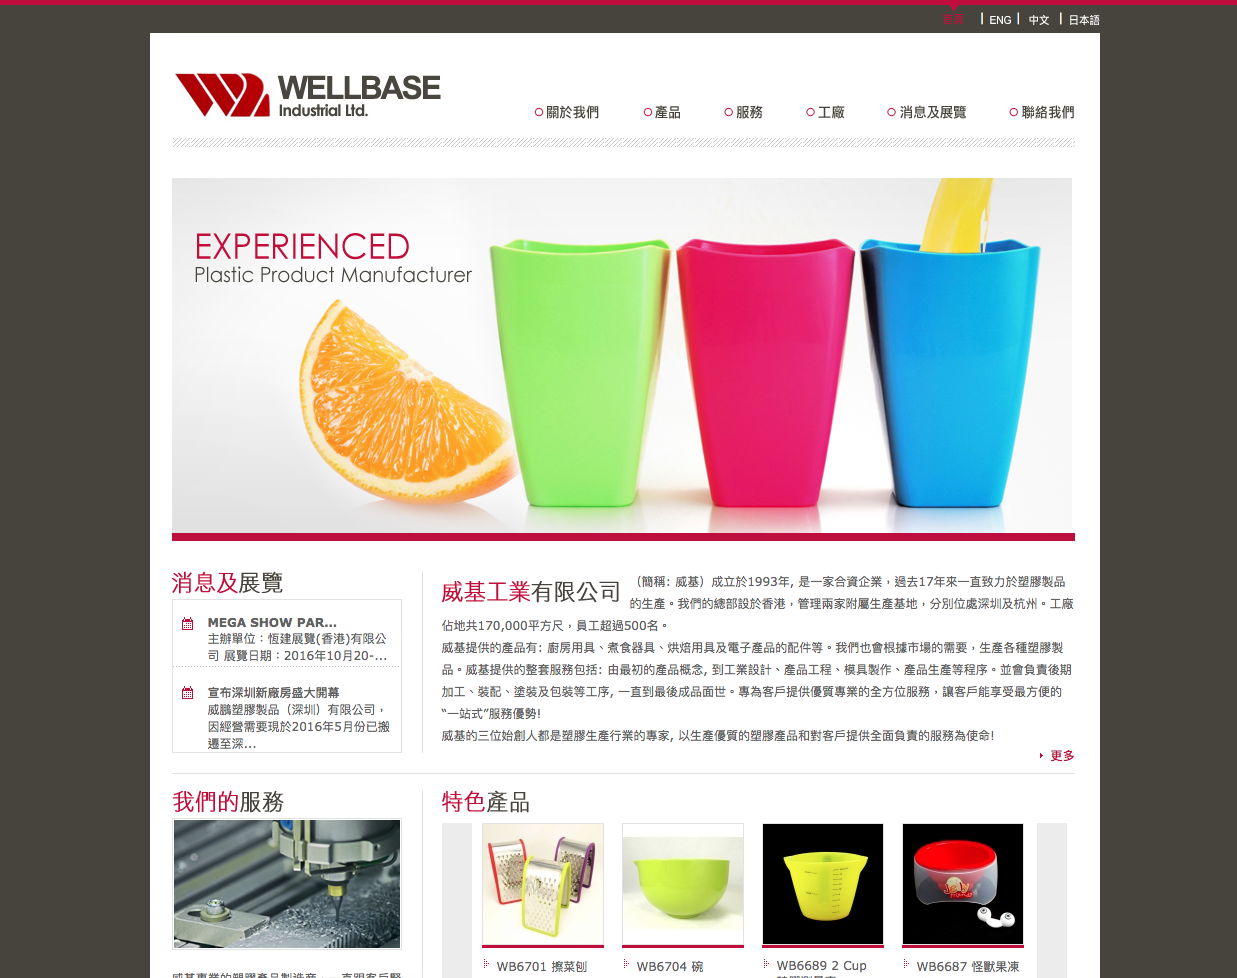 主頁
ENG
中文
日本語
WELLBASE
Industrial Ltd.
關於我們
產品
服務
工廠
消息及展覽
聯絡我們
EXPERIENCED
Plastic Product Manufacturer
消息及展覽
MEGA SHOW PAR...
主辦單位：恆建展覽(香港)有限公
司 展覽日期：2016年10月20-...
宣布深圳新廠房盛大開幕
威鵬塑膠製品（深圳）有限公司，
因經營需要現於2016年5月份已搬
遷至深...
威基工業有限公司 （簡稱: 威基）成立於1993年, 是一家合資企業，過去17年來一直致力於塑膠製品
的生產。我們的總部設於香港，管理兩家附屬生產基地，分別位處深圳及杭州。工廠
佔地共170,000平方尺，員工超過500名。
威基提供的產品有: 廚房用具、煮食器具、烘焙用具及電子產品的配件等。我們也會根據市場的需要，生產各種塑膠製
品。威基提供的整套服務包括: 由最初的產品概念, 到工業設計、產品工程、模具製作、產品生產等程序。並會負責後期
加工、裝配、塗裝及包裝等工序, 一直到最後成品面世。專為客戶提供優質專業的全方位服務，讓客戶能享受最方便的
“一站式”服務優勢!
威基的三位始創人都是塑膠生產行業的專家, 以生產優質的塑膠產品和對客戶提供全面負責的服務為使命!
更多
我們的服務
特色產品
WB6701 擦菜刨
WB6704 碗
WB6689 2 Cup
WB6687 怪獸果凍
威基專業的塑膠產品製造商，一直跟客戶緊